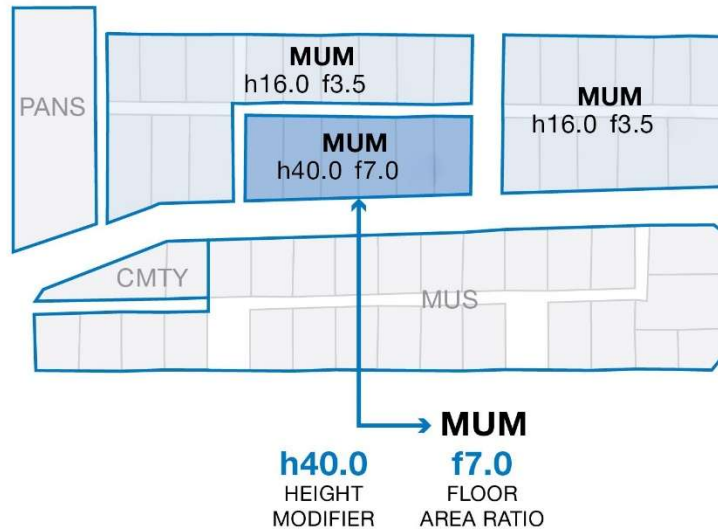 PANS
MUM
h16.0 f3.5
MUM
h16.0 f3.5
MUM
h40.0 f7.0
CMTY
MUS
MUM
h40.0 f7.0
HEIGHT FLOOR
MODIFIER AREA RATIO